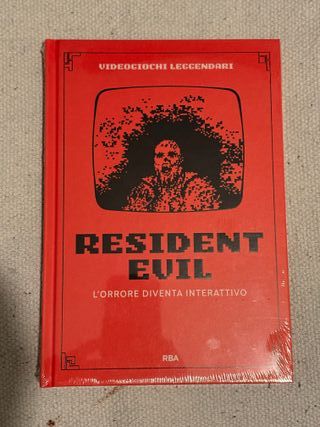 VIDEOGIOCHI LEGGENDARI
RESIDENT
EVIL
L'ORRORE DIVENTA INTERATTIVO
RBA